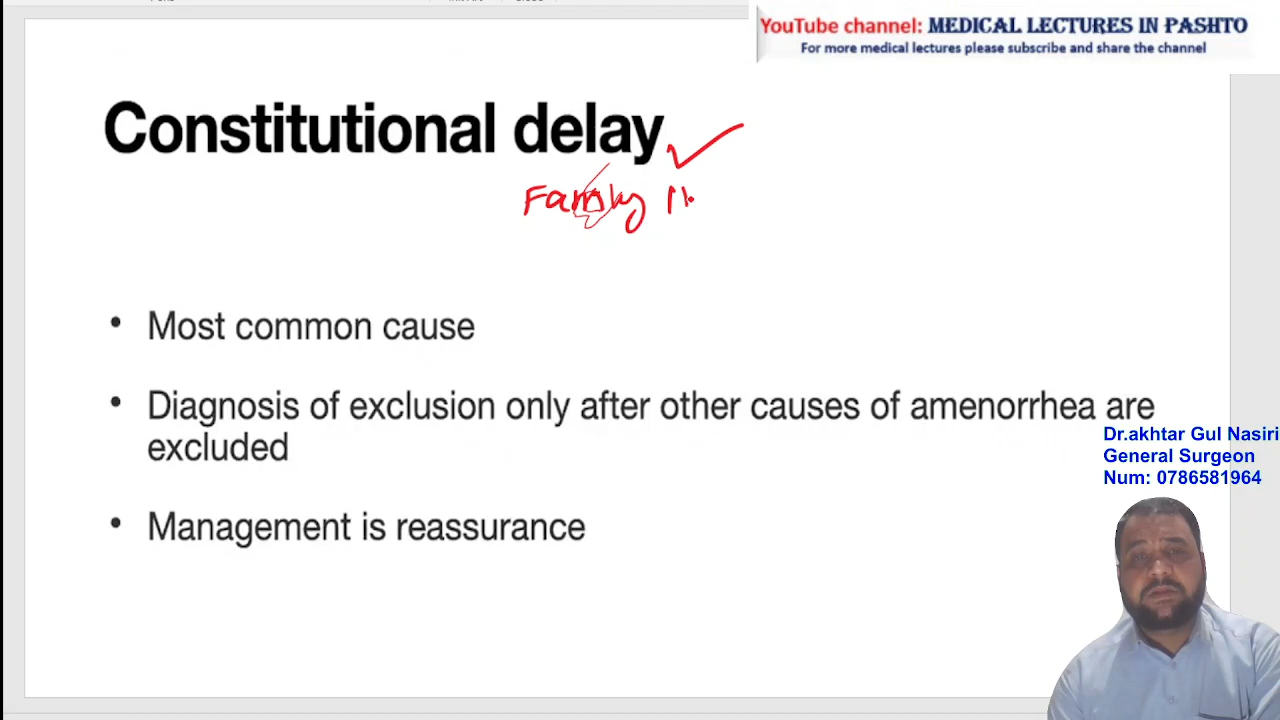 YouTube channel: MEDICAL LECTURES IN PASHTO
For more medical lectures please subscribe and share the channel
Constitutional delay
Family
• Most common cause
• Diagnosis of exclusion only after other causes of amenorrhea are
excluded
Dr.akhtar Gul Nasiri
General Surgeon
Num: 0786581964
• Management is reassurance